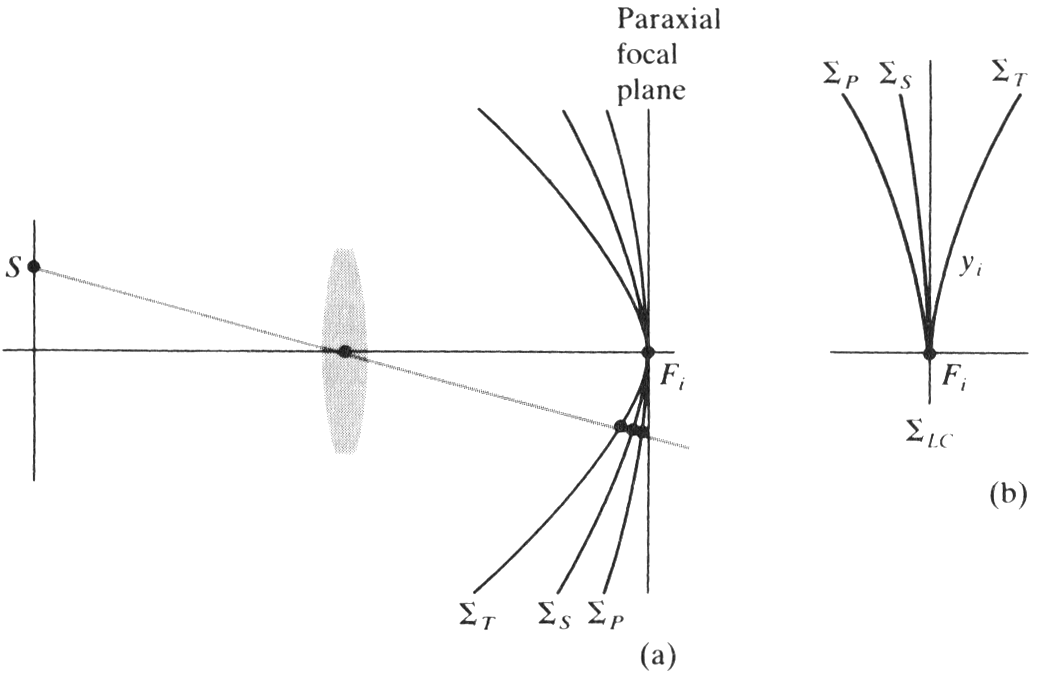 Paraxial
focal
plane
Σ_P Σ_S Σ_T
S
y_i
F_i
F_i
Σ_LC
(b)
Σ_T Σ_S Σ_P
(a)